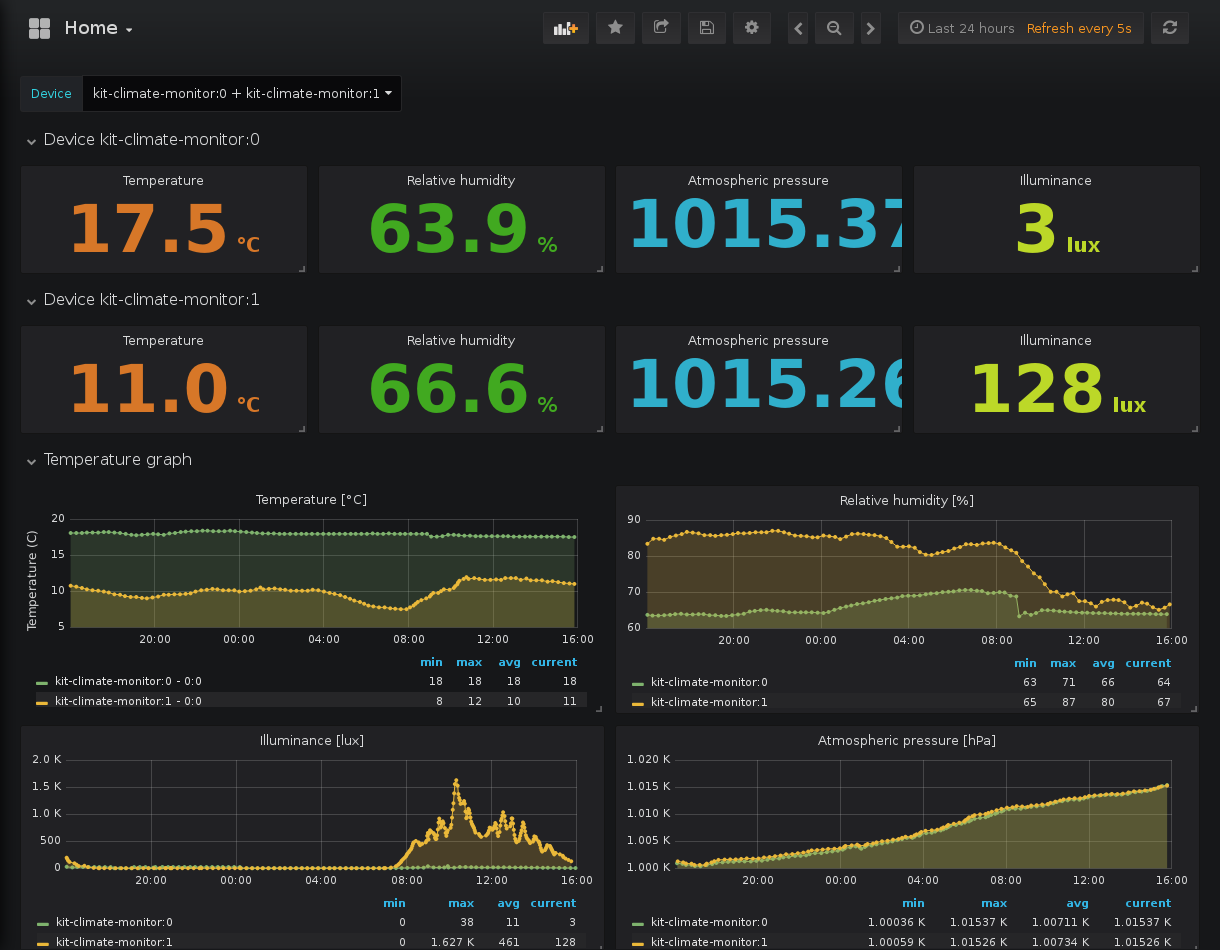 Home
Last 24 hours Refresh every 5s
Device kit-climate-monitor:0 + kit-climate-monitor:1
Device kit-climate-monitor:0
Temperature Relative humidity Atmospheric pressure Illuminance
17.5 °C 63.9 % 1015.37 3 lux
Device kit-climate-monitor:1
Temperature Relative humidity Atmospheric pressure Illuminance
11.0 °C 66.6 % 1015.26 128 lux
Temperature graph
Temperature [°C]
Temperature (C)
20
15
10
5
20:00 00:00 04:00 08:00 12:00 16:00
min max avg current
kit-climate-monitor:0 - 0:0 18 18 18 18
kit-climate-monitor:1 - 0:0 8 12 10 11
Relative humidity [%]
90
80
70
60
20:00 00:00 04:00 08:00 12:00 16:00
min max avg current
kit-climate-monitor:0 63 71 66 64
kit-climate-monitor:1 65 87 80 67
Illuminance [lux]
2.0 K
1.5 K
1.0 K
500
0
20:00 00:00 04:00 08:00 12:00 16:00
min max avg current
kit-climate-monitor:0 0 38 11 3
kit-climate-monitor:1 0 1.627 K 461 128
Atmospheric pressure [hPa]
1.020 K
1.015 K
1.010 K
1.005 K
1.000 K
20:00 00:00 04:00 08:00 12:00 16:00
min max avg current
kit-climate-monitor:0 1.00036 K 1.01537 K 1.00711 K 1.01537 K
kit-climate-monitor:1 1.00059 K 1.01526 K 1.00734 K 1.01526 K